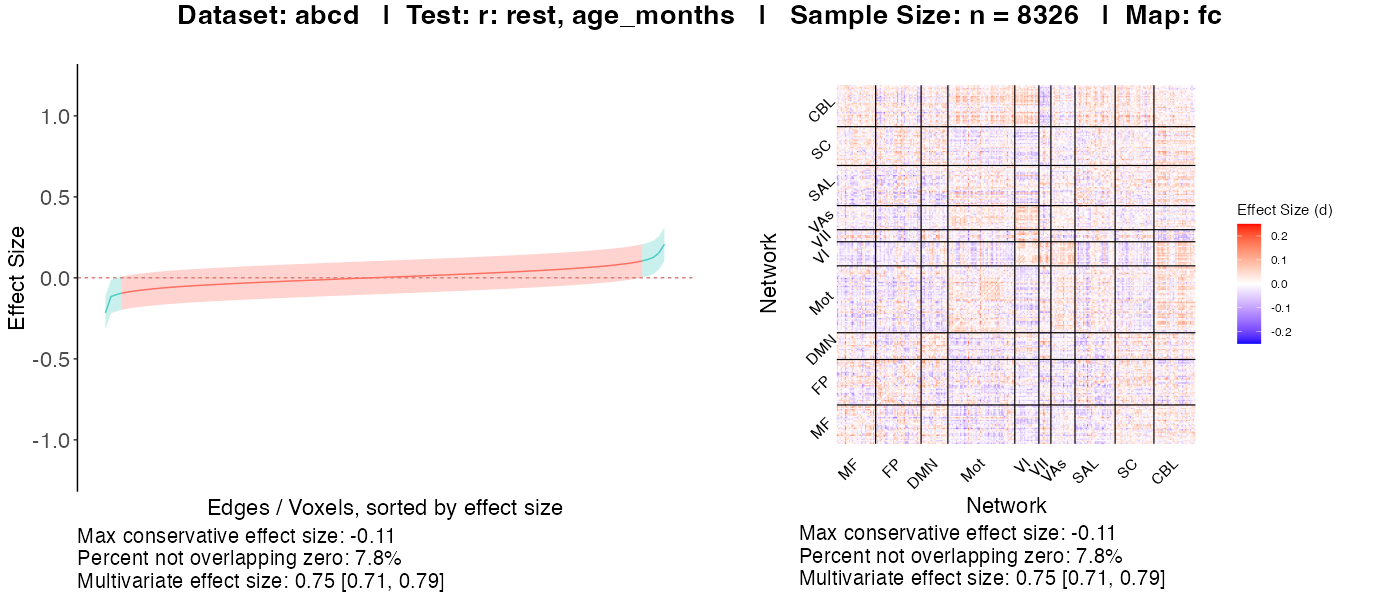 Dataset: abcd | Test: r: rest, age_months | Sample Size: n = 8326 | Map: fc
Effect Size
1.0
0.5
0.0
-0.5
-1.0
Edges / Voxels, sorted by effect size
Max conservative effect size: -0.11
Percent not overlapping zero: 7.8%
Multivariate effect size: 0.75 [0.71, 0.79]
Network
CBL
SC
SAL
VAs
VII
VI
Mot
DMN
FP
MF
MF
FP
DMN
Mot
VI
VII
VAs
SAL
SC
CBL
Network
Max conservative effect size: -0.11
Percent not overlapping zero: 7.8%
Multivariate effect size: 0.75 [0.71, 0.79]
Effect Size (d)
0.2
0.1
0.0
-0.1
-0.2